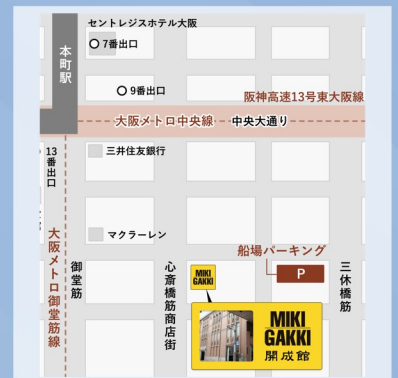 セントレジスホテル大阪
7番出口
本町駅
9番出口
阪神高速13号東大阪線
大阪メトロ中央線
中央大通り
13番出口
三井住友銀行
マクラーレン
大阪メトロ御堂筋線
御堂筋
心斎橋筋商店街
船場パーキング
P
三休橋筋
MIKI
GAKKI
MIKI
GAKKI
開成館